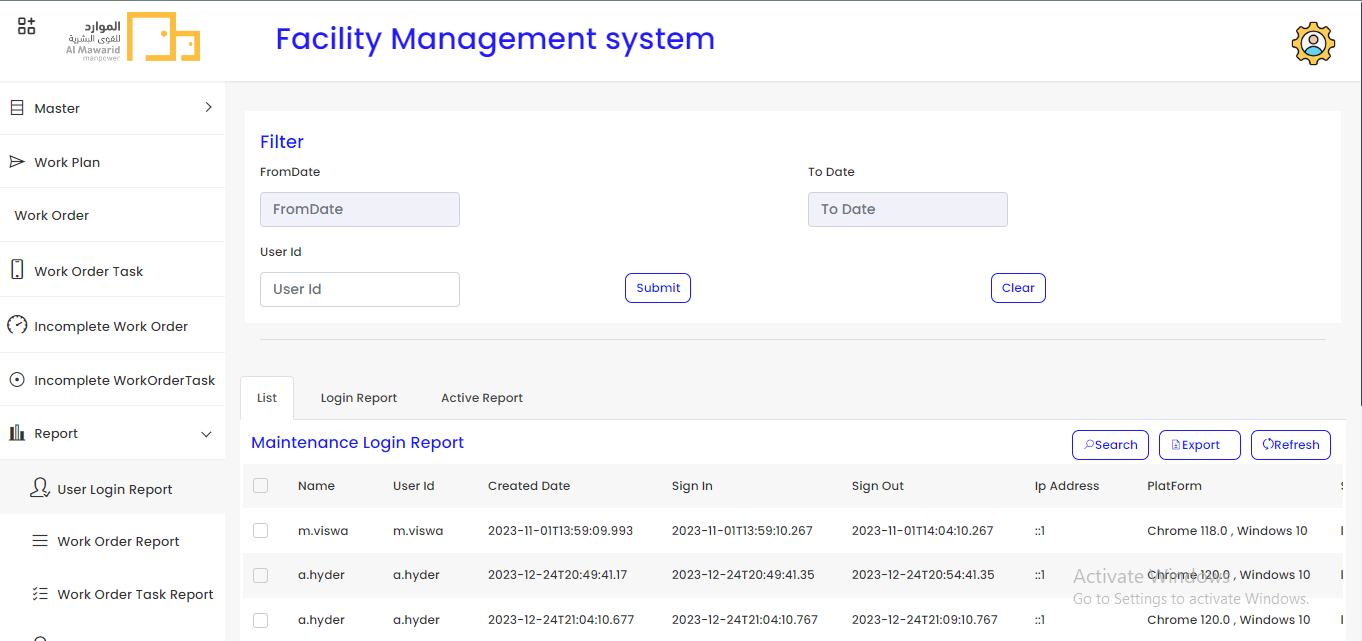 الموارد
للقوى البشرية
Al Mawarid
manpower
Facility Management system
Master
Work Plan
Work Order
Work Order Task
Incomplete Work Order
Incomplete WorkOrderTask
Report
User Login Report
Work Order Report
Work Order Task Report
Filter
FromDate
To Date
FromDate
To Date
User Id
User Id
Submit
Clear
List
Login Report
Active Report
Maintenance Login Report
Search
Export
Refresh
Name User Id Created Date Sign In Sign Out Ip Address PlatForm
m.viswa m.viswa 2023-11-01T13:59:09.993 2023-11-01T13:59:10.267 2023-11-01T14:04:10.267 ::1 Chrome 118.0 , Windows 10
a.hyder a.hyder 2023-12-24T20:49:41.17 2023-12-24T20:49:41.35 2023-12-24T20:54:41.35 ::1 Chrome 120.0 , Windows 10
a.hyder a.hyder 2023-12-24T21:04:10.677 2023-12-24T21:04:10.767 2023-12-24T21:09:10.767 ::1 Chrome 120.0 , Windows 10
Activate Windows
Go to Settings to activate Windows.